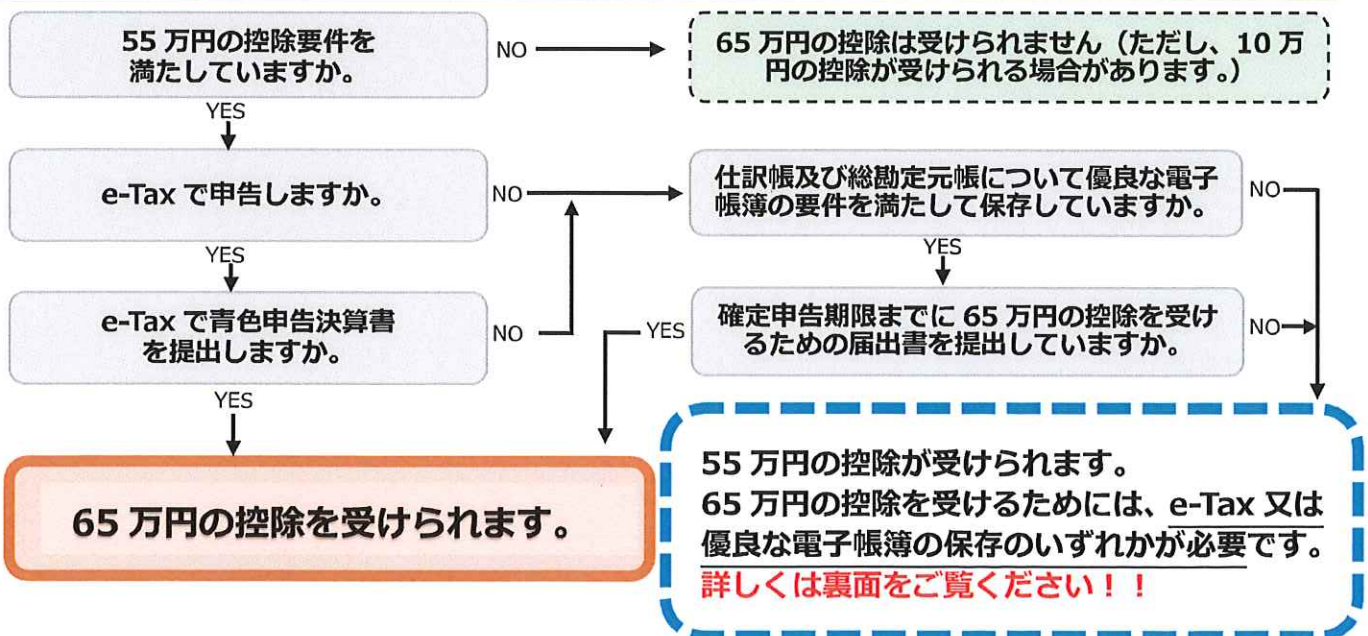 55 万円の控除要件を
満たしていますか。
NO
65 万円の控除は受けられません（ただし、10 万
円の控除が受けられる場合があります。）
YES
e-Tax で申告しますか。
NO
仕訳帳及び総勘定元帳について優良な電子
帳簿の要件を満たして保存していますか。
NO
YES
YES
e-Tax で青色申告決算書
を提出しますか。
NO
YES
確定申告期限までに 65 万円の控除を受け
るための届出書を提出していますか。
NO
YES
65 万円の控除を受けられます。
55 万円の控除が受けられます。
65 万円の控除を受けるためには、e-Tax 又は
優良な電子帳簿の保存のいずれかが必要です。
詳しくは裏面をご覧ください！！